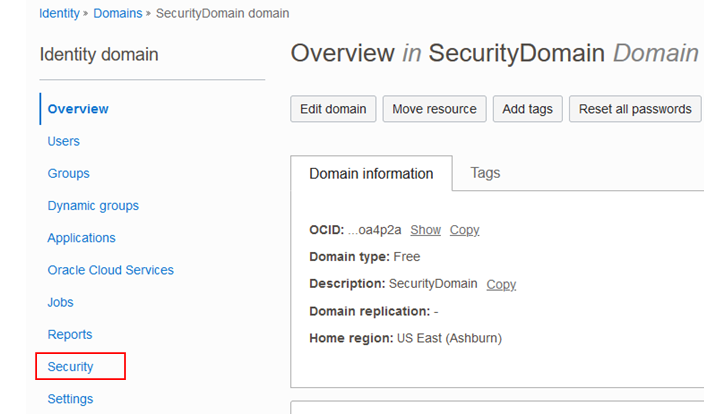 Identity » Domains » SecurityDomain domain
Identity domain
Overview
Users
Groups
Dynamic groups
Applications
Oracle Cloud Services
Jobs
Reports
Security
Settings
Overview in SecurityDomain Domain
Edit domain Move resource Add tags Reset all passwords
Domain information Tags
OCID: ...oa4p2a Show Copy
Domain type: Free
Description: SecurityDomain Copy
Domain replication: -
Home region: US East (Ashburn)